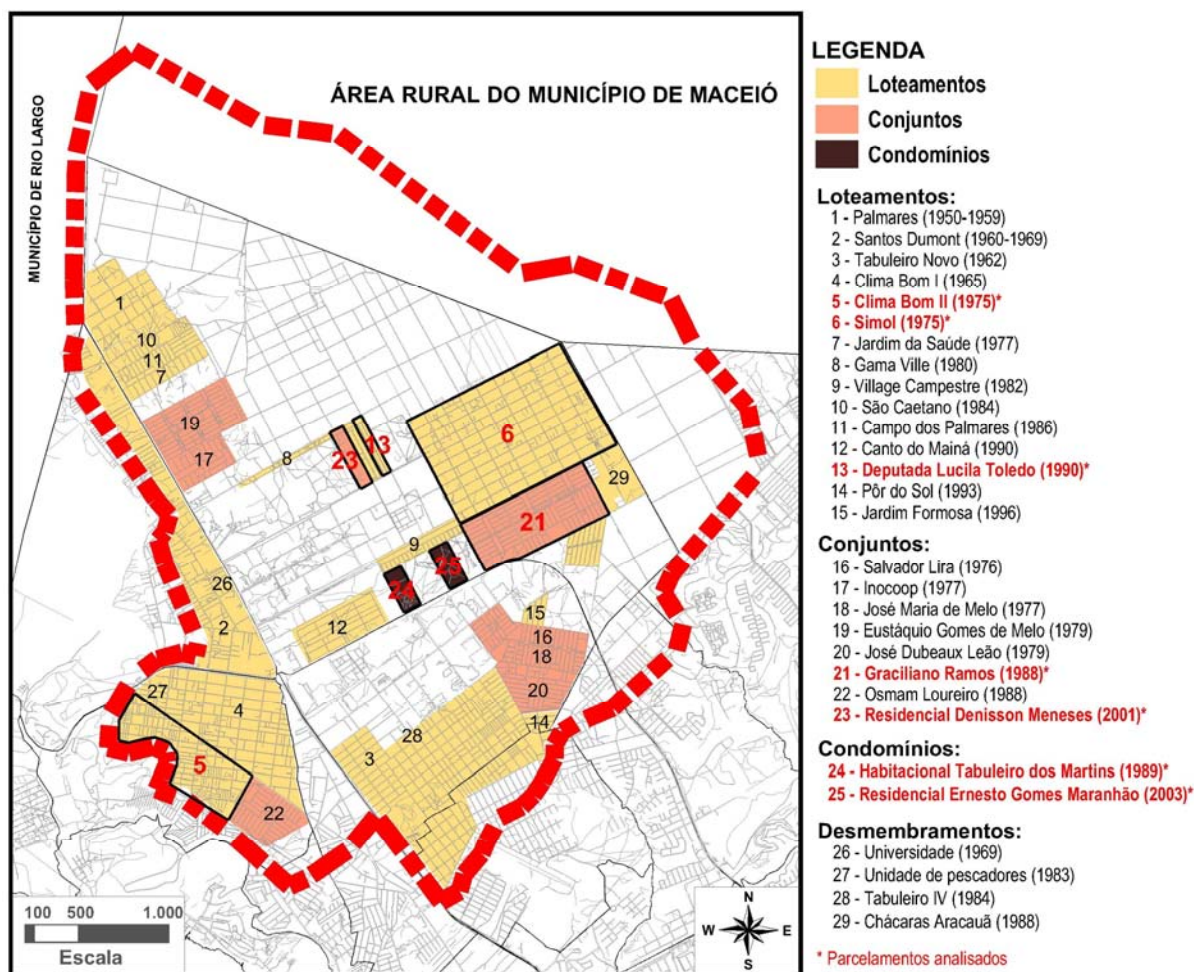 ÁREA RURAL DO MUNICÍPIO DE MACEIÓ
MUNICÍPIO DE RIO LARGO
1
10
11
7
19
17
8
23
13
6
29
21
9
25
24
12
26
2
15
16
18
20
14
27
4
28
3
5
22
100 500 1.000
Escala
N
W E
S
LEGENDA
Loteamentos
Conjuntos
Condomínios
Loteamentos:
1 - Palmares (1950-1959)
2 - Santos Dumont (1960-1969)
3 - Tabuleiro Novo (1962)
4 - Clima Bom I (1965)
5 - Clima Bom II (1975)*
6 - Simol (1975)*
7 - Jardim da Saúde (1977)
8 - Gama Ville (1980)
9 - Village Campestre (1982)
10 - São Caetano (1984)
11 - Campo dos Palmares (1986)
12 - Canto do Mainá (1990)
13 - Deputada Lucila Toledo (1990)*
14 - Pôr do Sol (1993)
15 - Jardim Formosa (1996)
Conjuntos:
16 - Salvador Lira (1976)
17 - Inocoop (1977)
18 - José Maria de Melo (1977)
19 - Eustáquio Gomes de Melo (1979)
20 - José Dubeaux Leão (1979)
21 - Graciliano Ramos (1988)*
22 - Osmam Loureiro (1988)
23 - Residencial Denisson Meneses (2001)*
Condomínios:
24 - Habitacional Tabuleiro dos Martins (1989)*
25 - Residencial Ernesto Gomes Maranhão (2003)*
Desmembramentos:
26 - Universidade (1969)
27 - Unidade de pescadores (1983)
28 - Tabuleiro IV (1984)
29 - Chácaras Aracauã (1988)
* Parcelamentos analisados